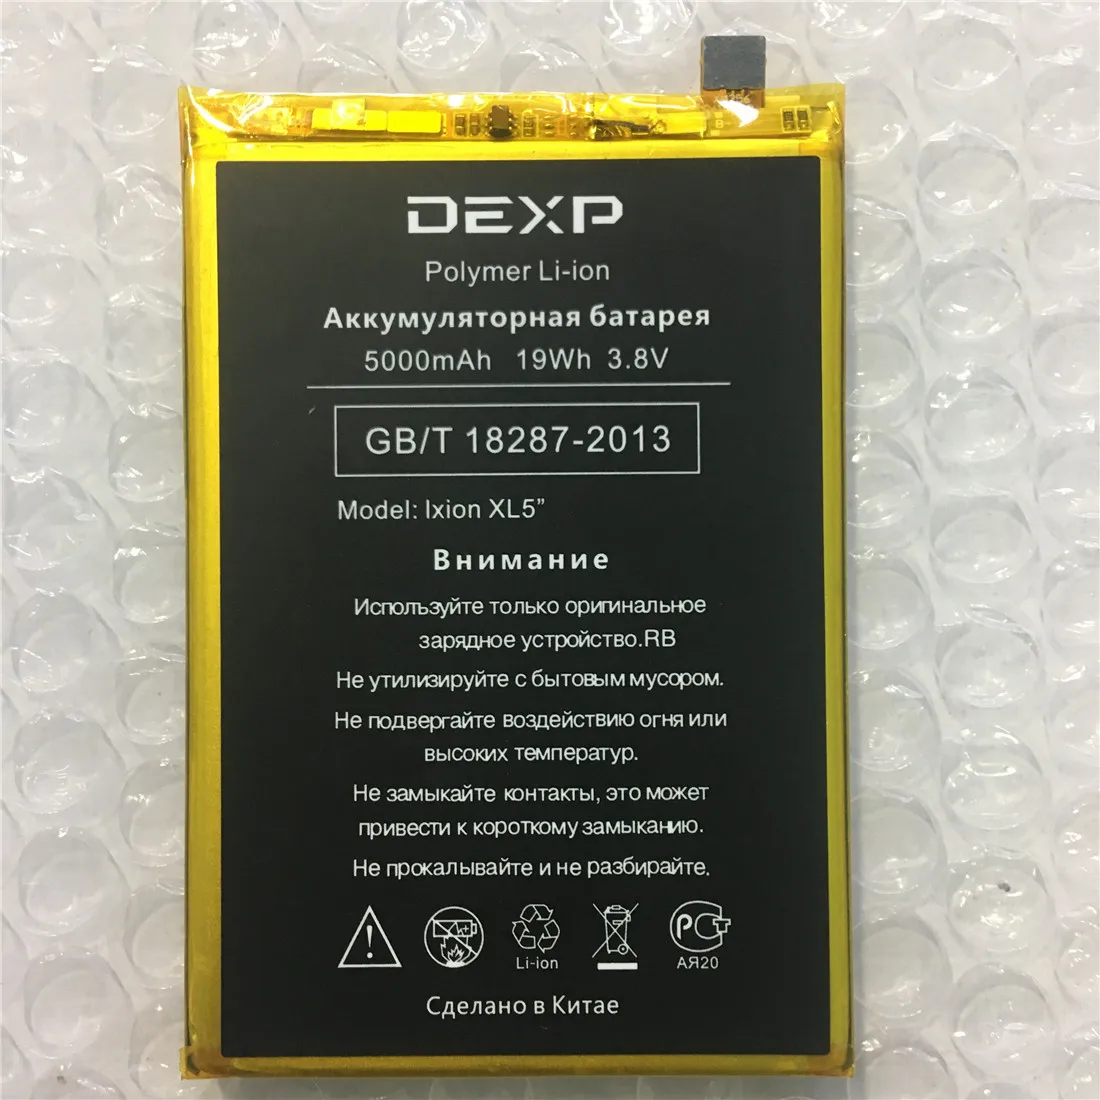 DEXP
Polymer Li-ion
Аккумуляторная батарея
5000mAh 19Wh 3.8V
GB/T 18287-2013
Model: Ixion XL5”
Внимание
Используйте только оригинальное
зарядное устройство.RB
Не утилизируйте с бытовым мусором.
Не подвергайте воздействию огня или
высоких температур.
Не замыкайте контакты, это может
привести к короткому замыканию.
Не прокалывайте и не разбирайте.
Li-ion
РСТ
АЯ20
Сделано в Китае